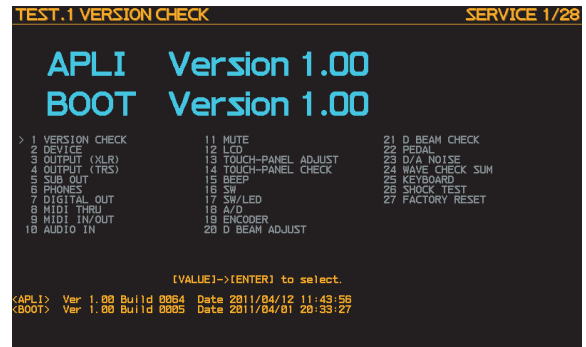 TEST.1 VERSION CHECK SERVICE 1/28
APLI Version 1.00
BOOT Version 1.00
> 1 VERSION CHECK
2 DEVICE
3 OUTPUT (XLR)
4 OUTPUT (TRS)
5 SUB OUT
6 PHONES
7 DIGITAL OUT
8 MIDI THRU
9 MIDI IN/OUT
10 AUDIO IN
11 MUTE
12 LCD
13 TOUCH-PANEL ADJUST
14 TOUCH-PANEL CHECK
15 BEEP
16 SW
17 SW/LED
18 A/D
19 ENCODER
20 D BEAM ADJUST
21 D BEAM CHECK
22 PEDAL
23 D/A NOISE
24 WAVE CHECK SUM
25 KEYBOARD
26 SHOCK TEST
27 FACTORY RESET
[VALUE]->[ENTER] to select.
<APLI> Ver 1.00 Build 0064 Date 2011/04/12 11:43:56
<BOOT> Ver 1.00 Build 0005 Date 2011/04/01 20:33:27